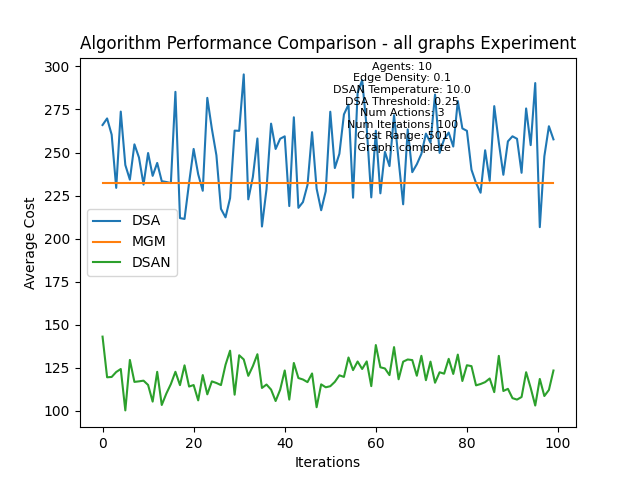 Algorithm Performance Comparison - all graphs Experiment
Agents: 10
Edge Density: 0.1
DSAN Temperature: 10.0
DSA Threshold: 0.25
Num Actions: 3
Num Iterations: 100
Cost Range: 501
Graph: complete
300
275
250
225
200
175
150
125
100
Average Cost
DSA
MGM
DSAN
0
20
40
60
80
100
Iterations